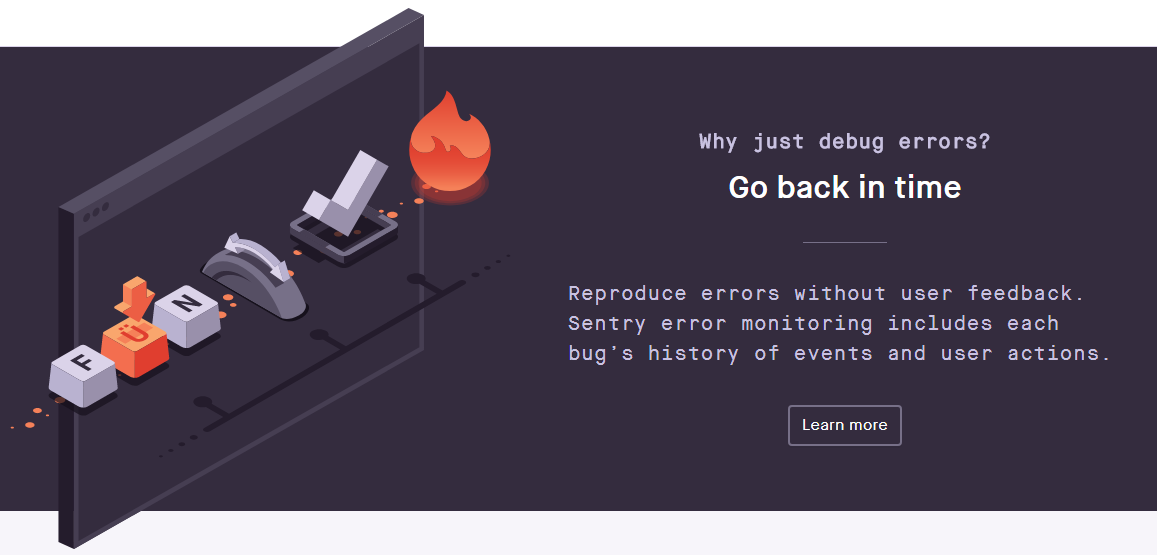 Why just debug errors?
Go back in time
Reproduce errors without user feedback.
Sentry error monitoring includes each
bug's history of events and user actions.
Learn more
F
Ü
N